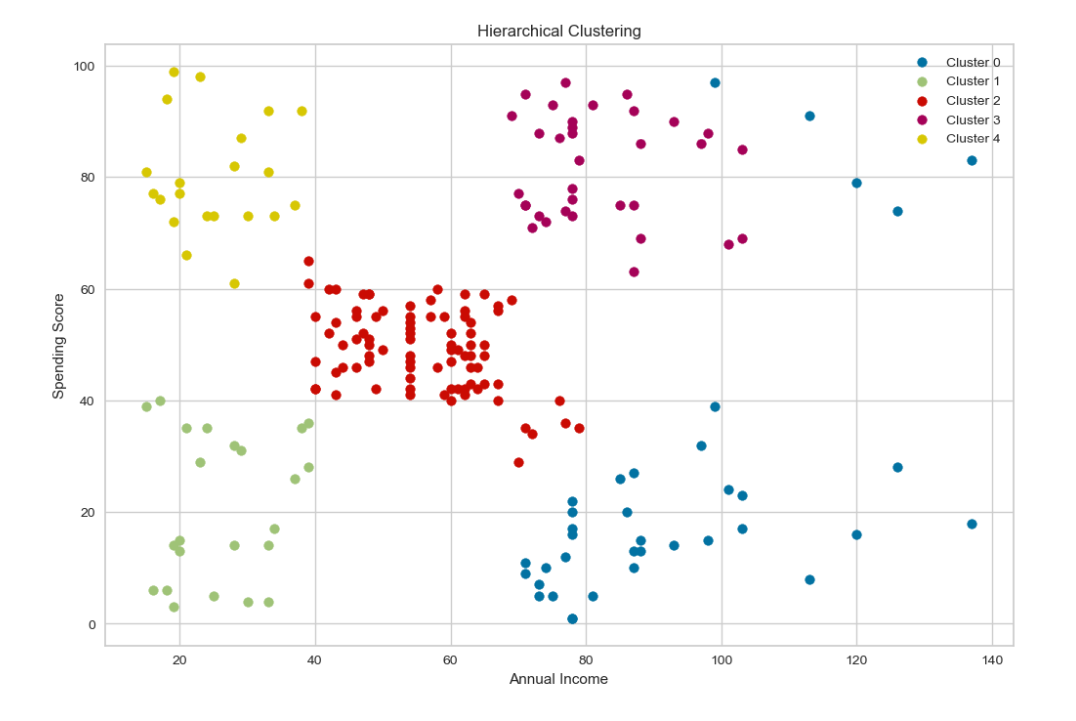 Hierarchical Clustering
100
80
60
40
20
0
Spending Score
Cluster 0
Cluster 1
Cluster 2
Cluster 3
Cluster 4
20 40 60 80 100 120 140
Annual Income